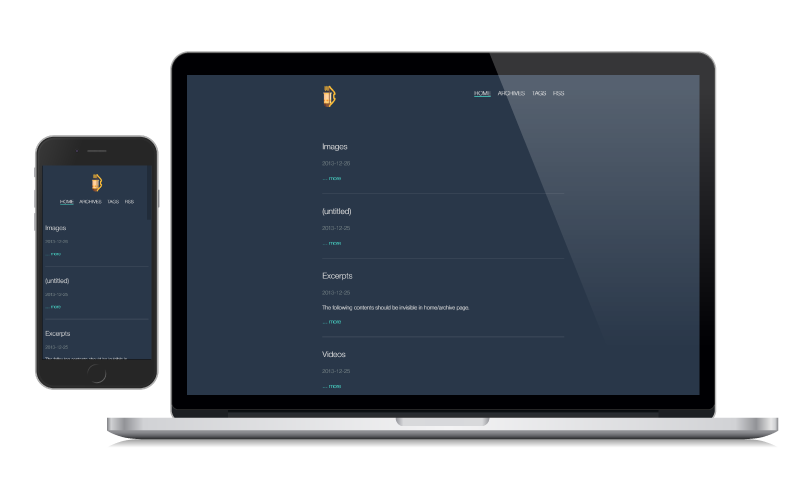 HOME ARCHIVES TAGS RSS
Images
2013-12-26
... more
(untitled)
2013-12-26
... more
Excerpts
2013-12-26
HOME ARCHIVES TAGS RSS
Images
2013-12-26
... more
(untitled)
2013-12-26
... more
Excerpts
2013-12-26
The following contents should be invisible in home/archive page.
... more
Videos
2013-12-26
... more